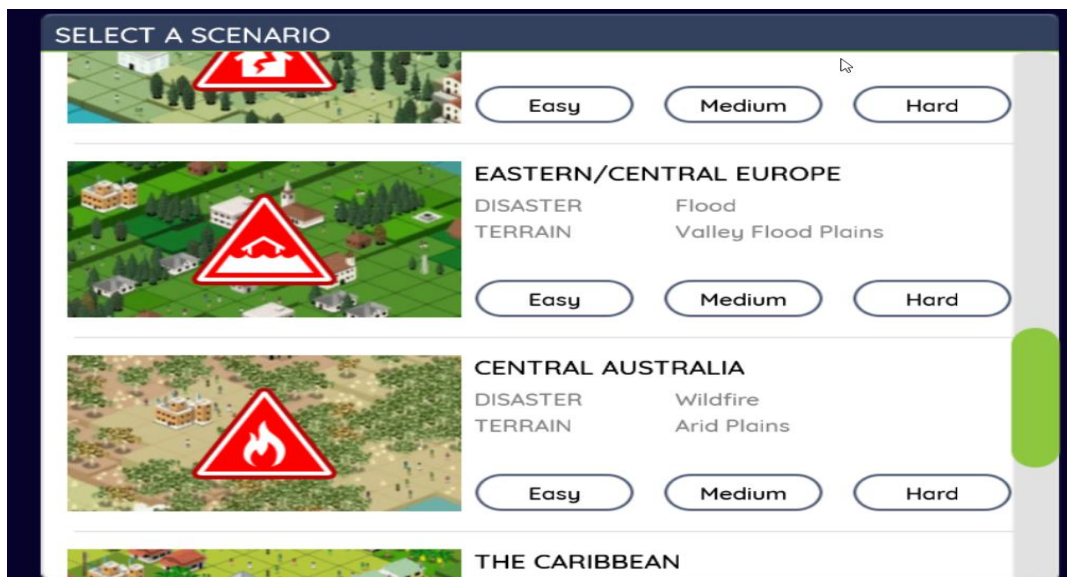 SELECT A SCENARIO
Easy Medium Hard
EASTERN/CENTRAL EUROPE
DISASTER Flood
TERRAIN Valley Flood Plains
Easy Medium Hard
CENTRAL AUSTRALIA
DISASTER Wildfire
TERRAIN Arid Plains
Easy Medium Hard
THE CARIBBEAN